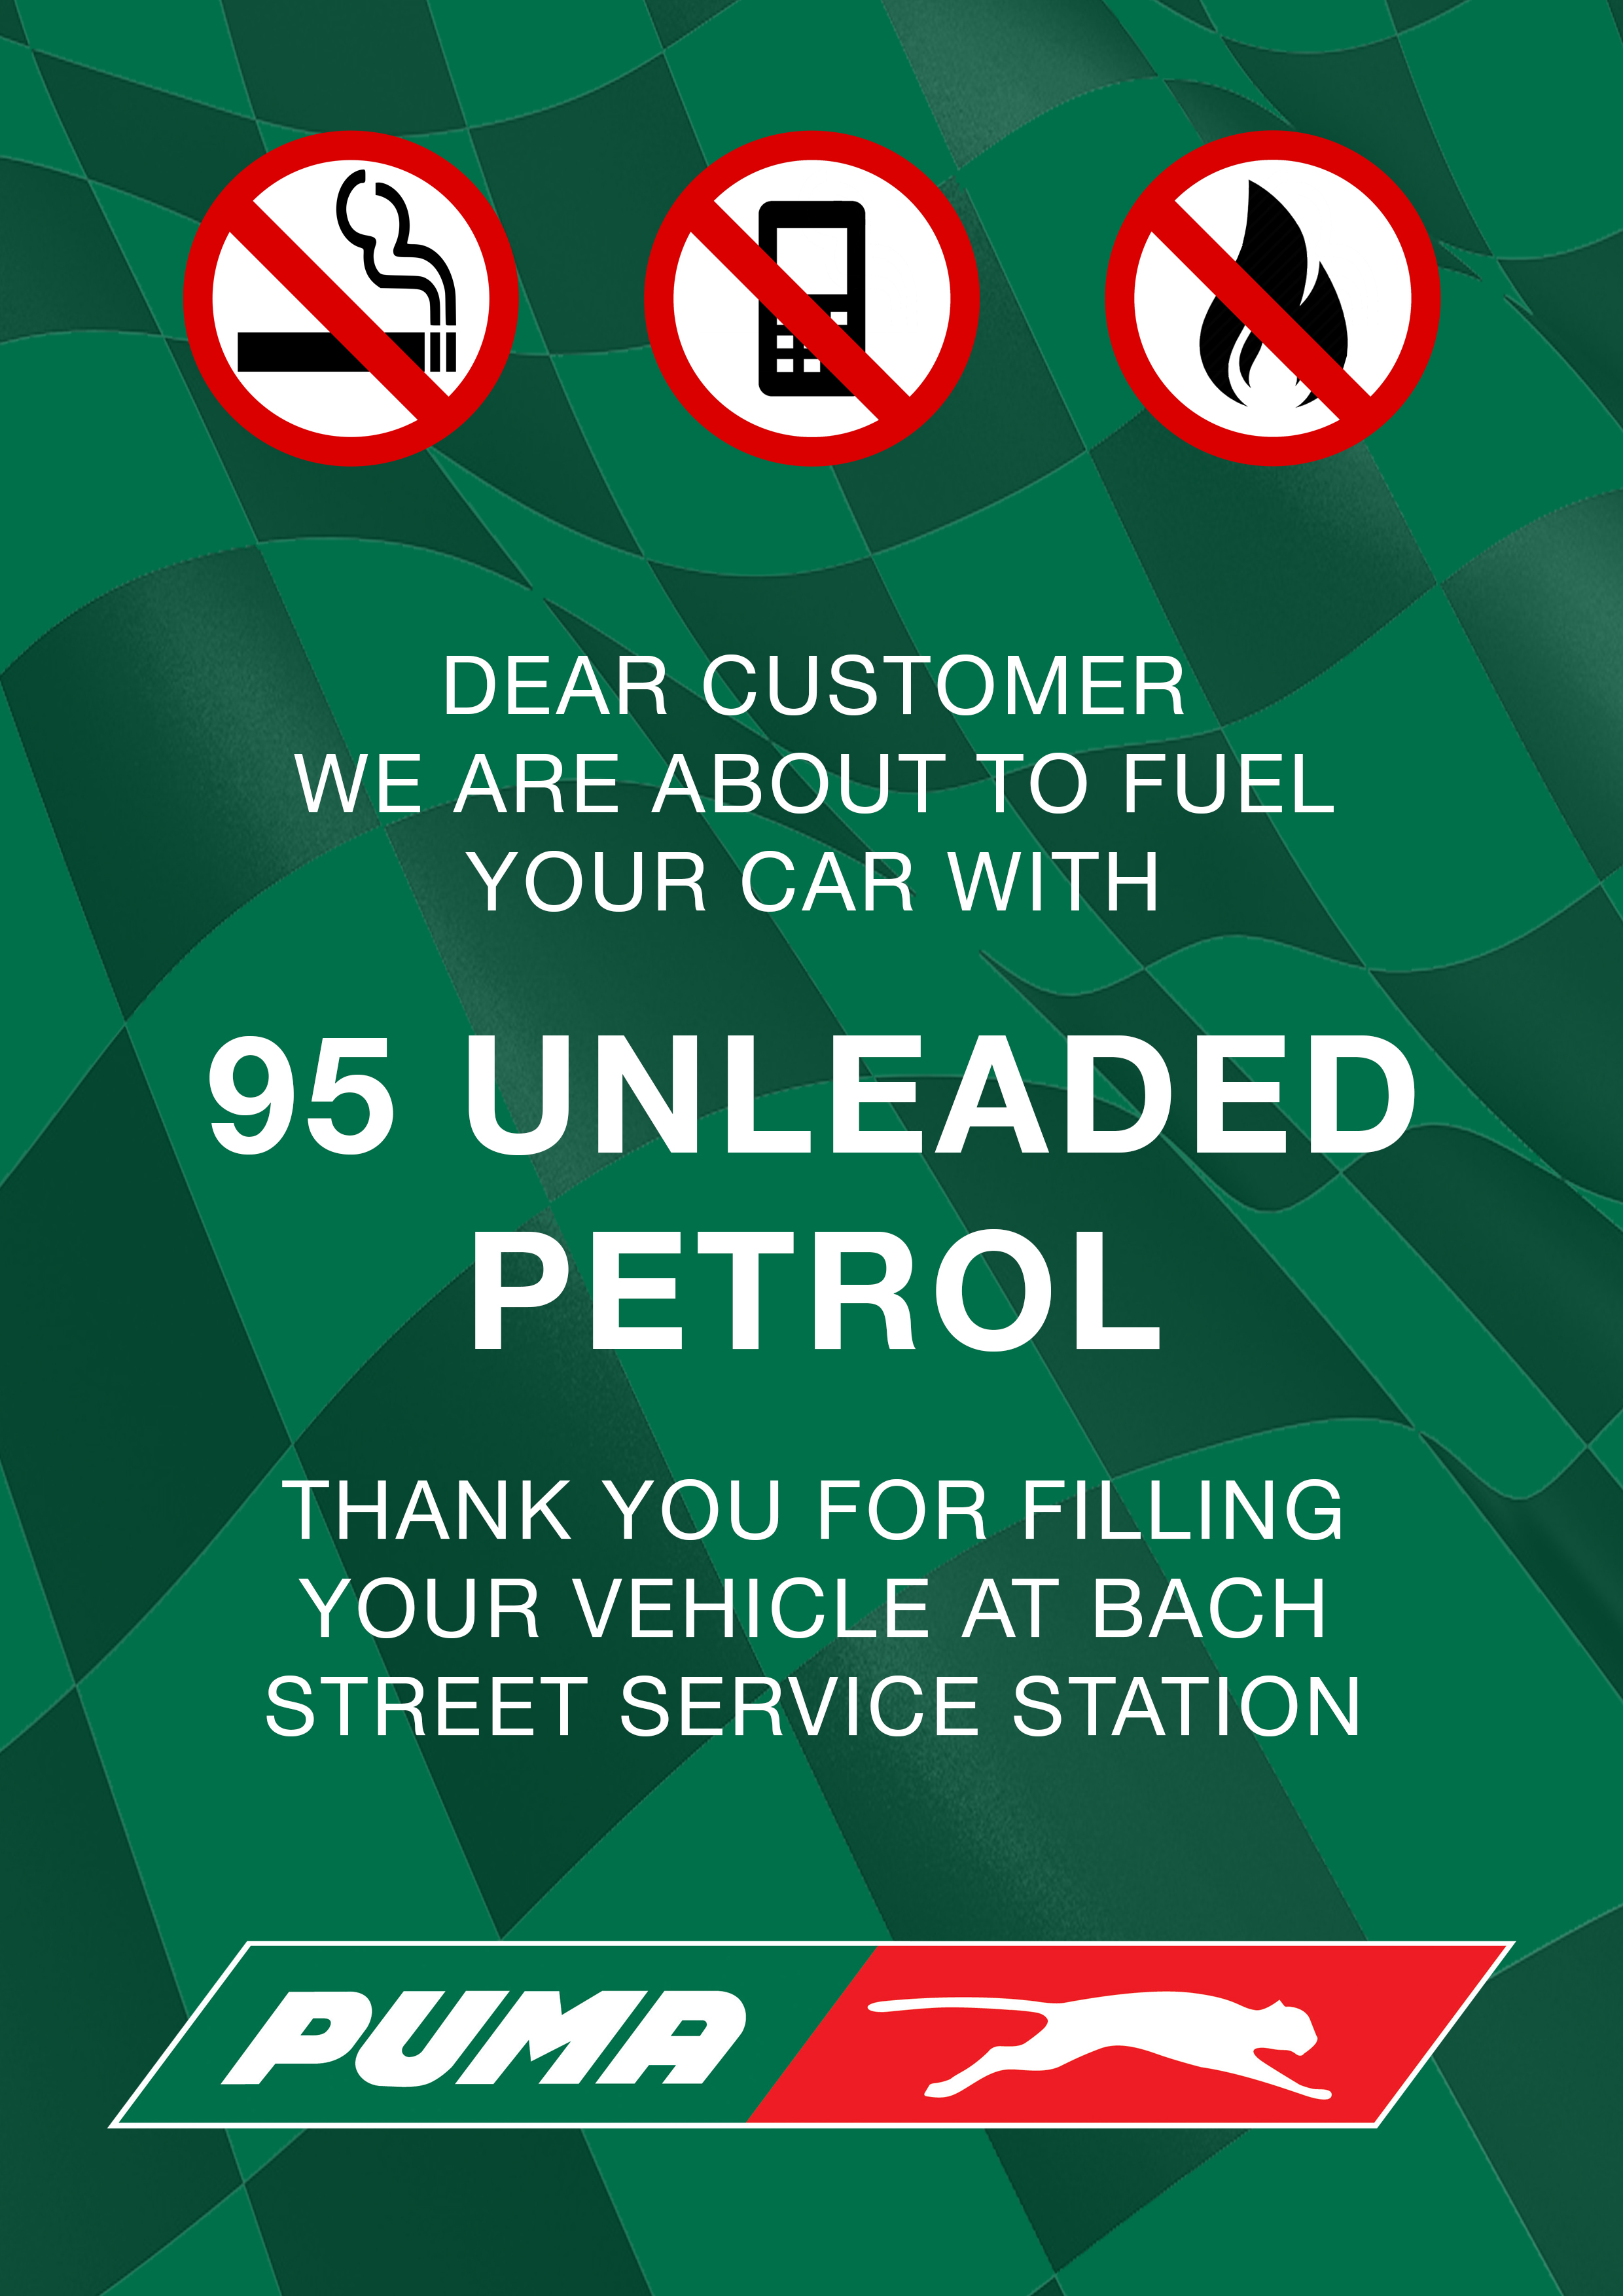 DEAR CUSTOMER
WE ARE ABOUT TO FUEL
YOUR CAR WITH
95 UNLEADED
PETROL
THANK YOU FOR FILLING
YOUR VEHICLE AT BACH
STREET SERVICE STATION
PUMA